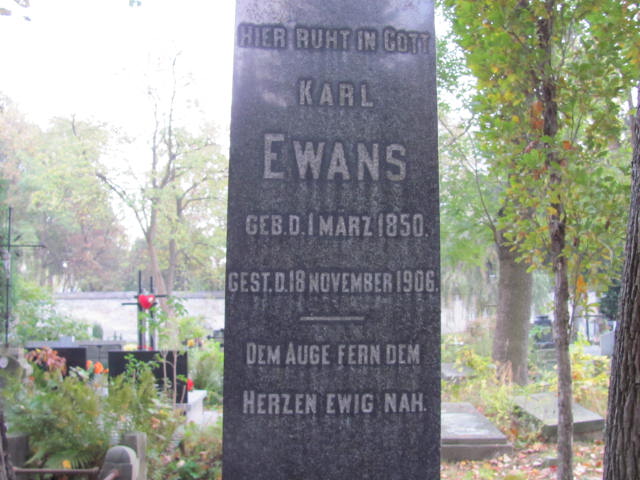 HIER RUHT IN GOTT
KARL
EWANS
GEB. D. 1 MÄRZ 1850.
GEST. D. 18 NOVEMBER 1906.
DEM AUGE FERN DEM
HERZEN EWIG NAH.